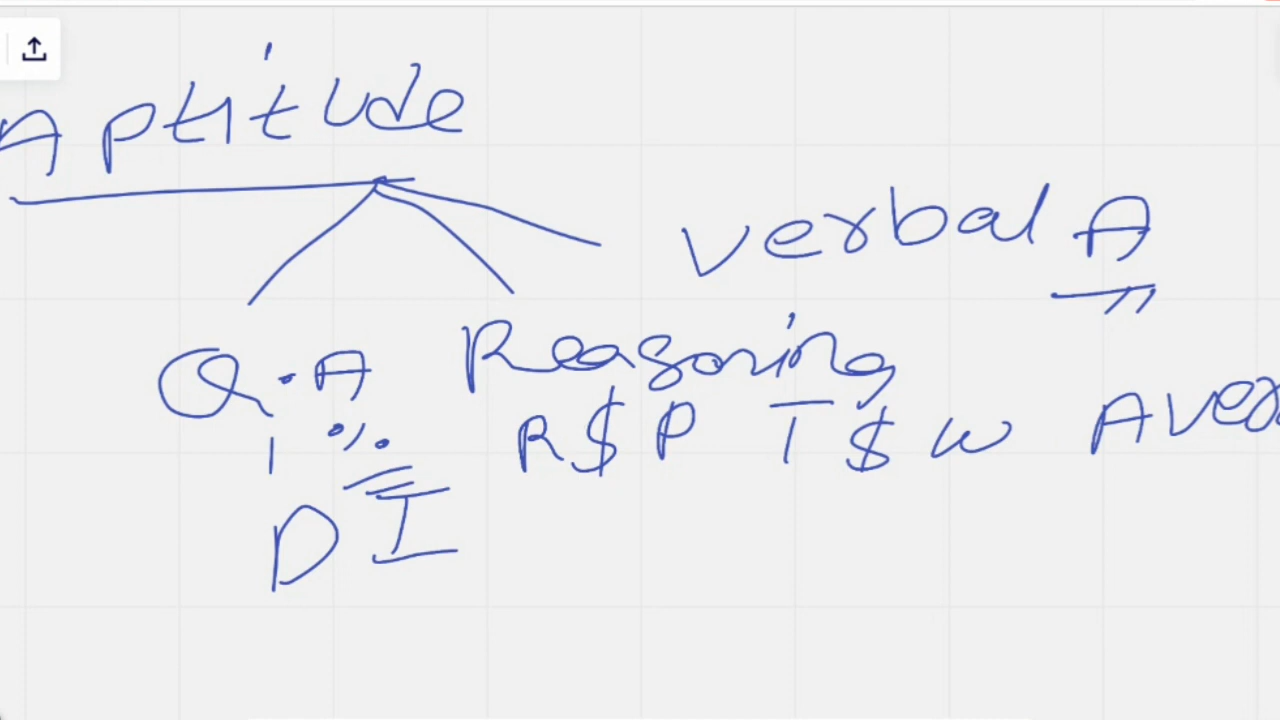 Aptitude
Verbal A
Q.A Reasoning
1 % R$P T$W
DI